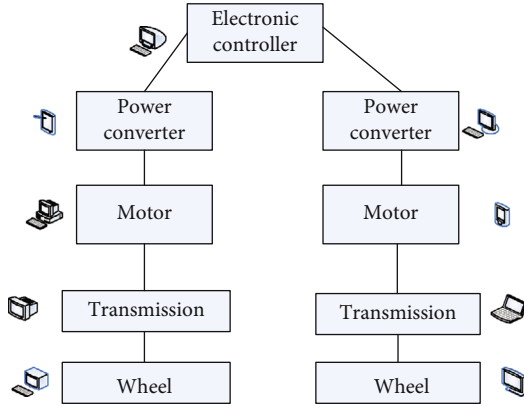 Electronic
controller
Power
converter
Power
converter
Motor
Motor
Transmission
Transmission
Wheel
Wheel